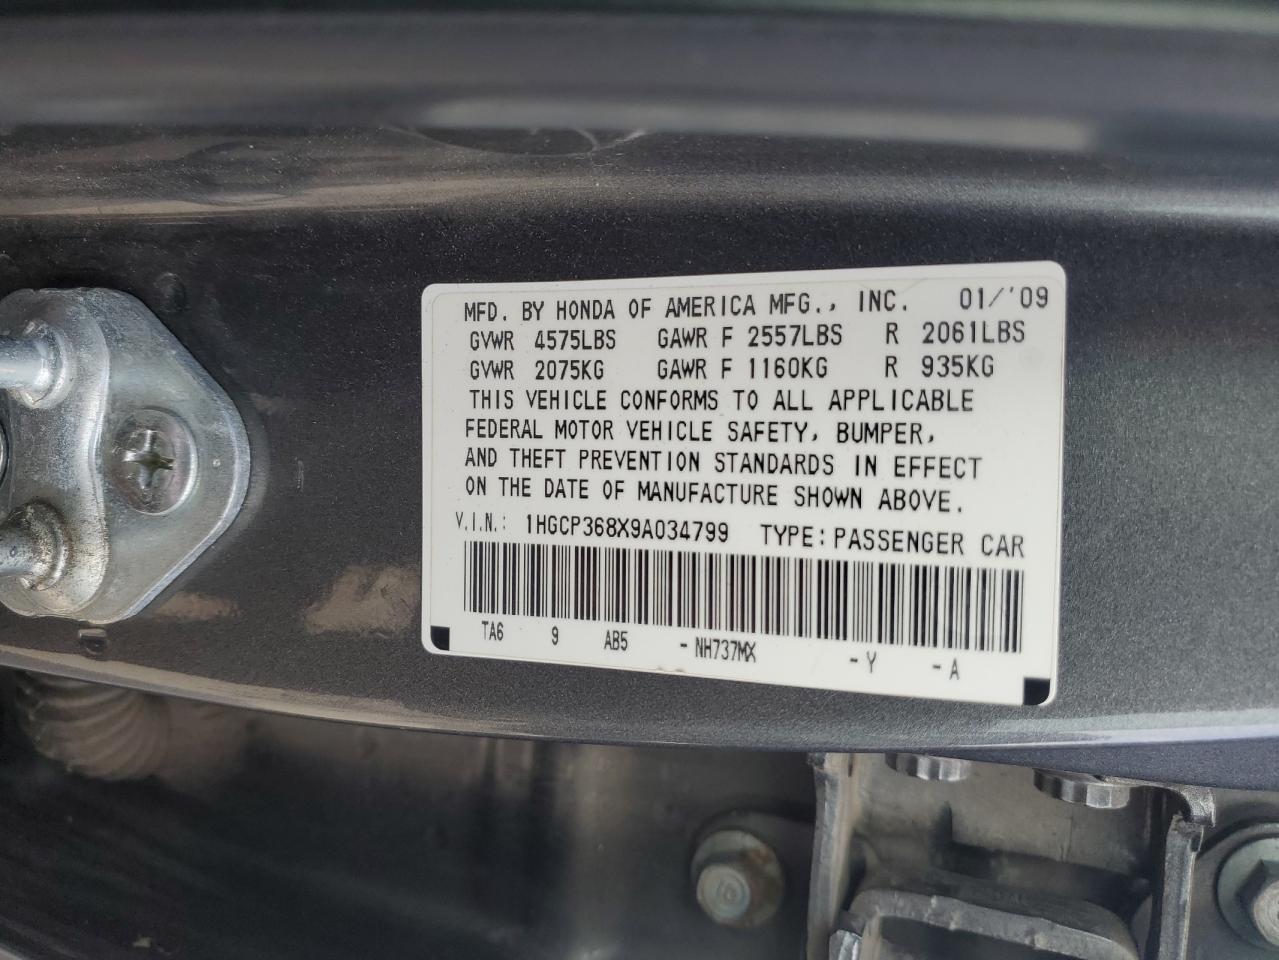 MFD. BY HONDA OF AMERICA MFG., INC. 01/'09
GVWR 4575LBS GAWR F 2557LBS R 2061LBS
GVWR 2075KG GAWR F 1160KG R 935KG
THIS VEHICLE CONFORMS TO ALL APPLICABLE
FEDERAL MOTOR VEHICLE SAFETY, BUMPER,
AND THEFT PREVENTION STANDARDS IN EFFECT
ON THE DATE OF MANUFACTURE SHOWN ABOVE.
V.I.N.: 1HGCP368X9A034799 TYPE: PASSENGER CAR
TA6 9 AB5 -NH737MX -Y -A